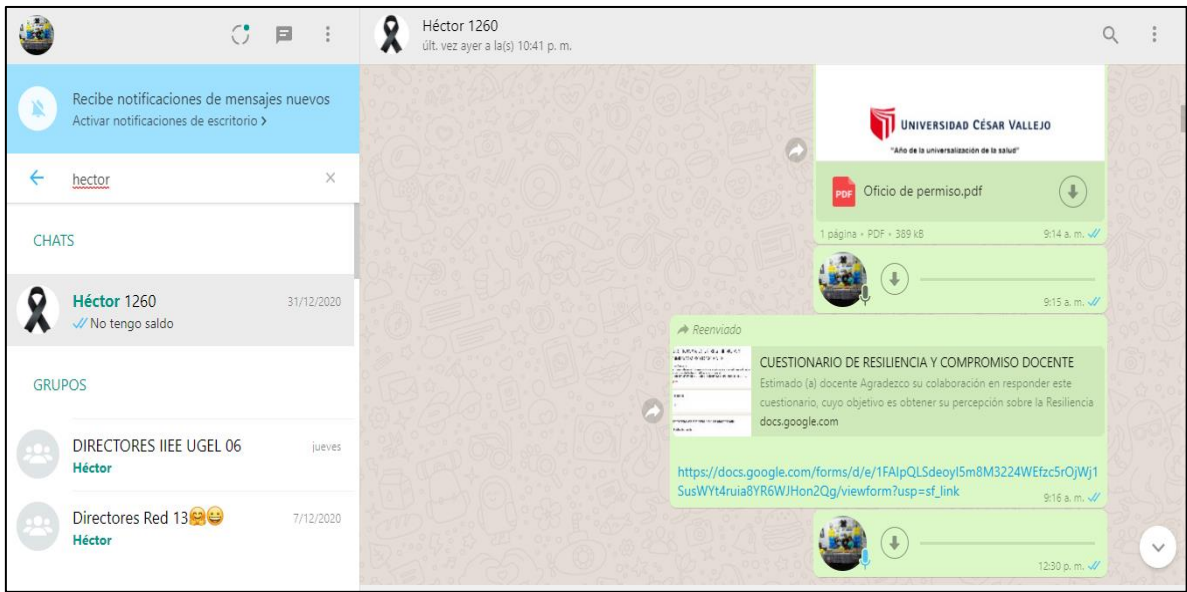 Héctor 1260
últ. vez ayer a la(s) 10:41 p. m.
Recibe notificaciones de mensajes nuevos
Activar notificaciones de escritorio >
hector
CHATS
Héctor 1260
31/12/2020
No tengo saldo
GRUPOS
DIRECTORES IIEE UGEL 06
jueves
Héctor
Directores Red 13🤗😄
7/12/2020
Héctor
UNIVERSIDAD CÉSAR VALLEJO
"Año de la universalización de la salud"
PDF
Oficio de permiso.pdf
1 página • PDF • 389 kB
9:14 a. m.
9:15 a. m.
Reenviado
CUESTIONARIO DE RESILIENCIA Y COMPROMISO DOCENTE
Estimado (a) docente Agradezco su colaboración en responder este
cuestionario, cuyo objetivo es obtener su percepción sobre la Resiliencia
docs.google.com
https://docs.google.com/forms/d/e/1FAIpQLSdeoyI5m8M3224WEfzc5rOjWj1
SusWYt4ruia8YR6WJHon2Qg/viewform?usp=sf_link
9:16 a. m.
12:30 p. m.